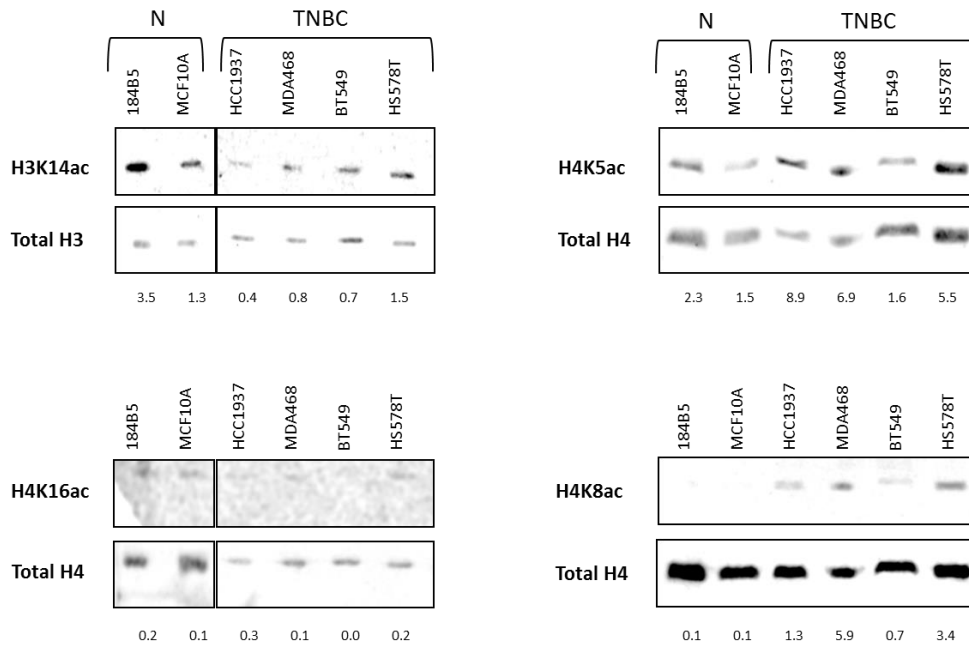 N TNBC
184B5 MCF10A HCC1937 MDA468 BT549 HS578T
H3K14ac
Total H3
3.5 1.3 0.4 0.8 0.7 1.5
N TNBC
184B5 MCF10A HCC1937 MDA468 BT549 HS578T
H4K5ac
Total H4
2.3 1.5 8.9 6.9 1.6 5.5
184B5 MCF10A HCC1937 MDA468 BT549 HS578T
H4K16ac
Total H4
0.2 0.1 0.3 0.1 0.0 0.2
184B5 MCF10A HCC1937 MDA468 BT549 HS578T
H4K8ac
Total H4
0.1 0.1 1.3 5.9 0.7 3.4